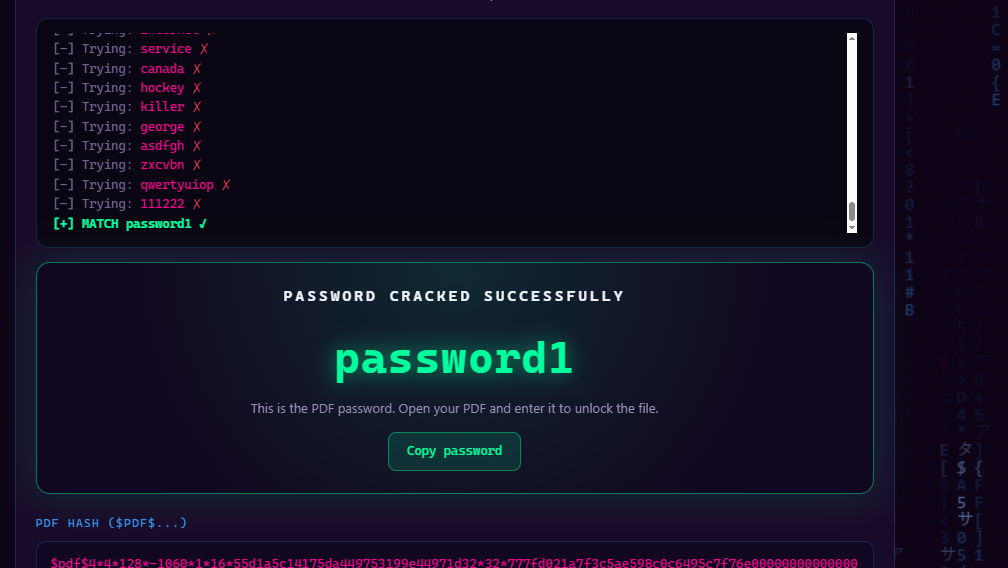 [-] Trying: service ✗
[-] Trying: canada ✗
[-] Trying: hockey ✗
[-] Trying: killer ✗
[-] Trying: george ✗
[-] Trying: asdfgh ✗
[-] Trying: zxcvbn ✗
[-] Trying: qwertyuiop ✗
[-] Trying: 111222 ✗
[+] MATCH password1 ✓
PASSWORD CRACKED SUCCESSFULLY
password1
This is the PDF password. Open your PDF and enter it to unlock the file.
Copy password
PDF HASH ($PDF$...)
$pdf$4*4*128*-1060*1*16*55d1a5c14175da449753199e44971d32*32*777fd021a7f3c5ae598c0c6495c7f76e00000000000000